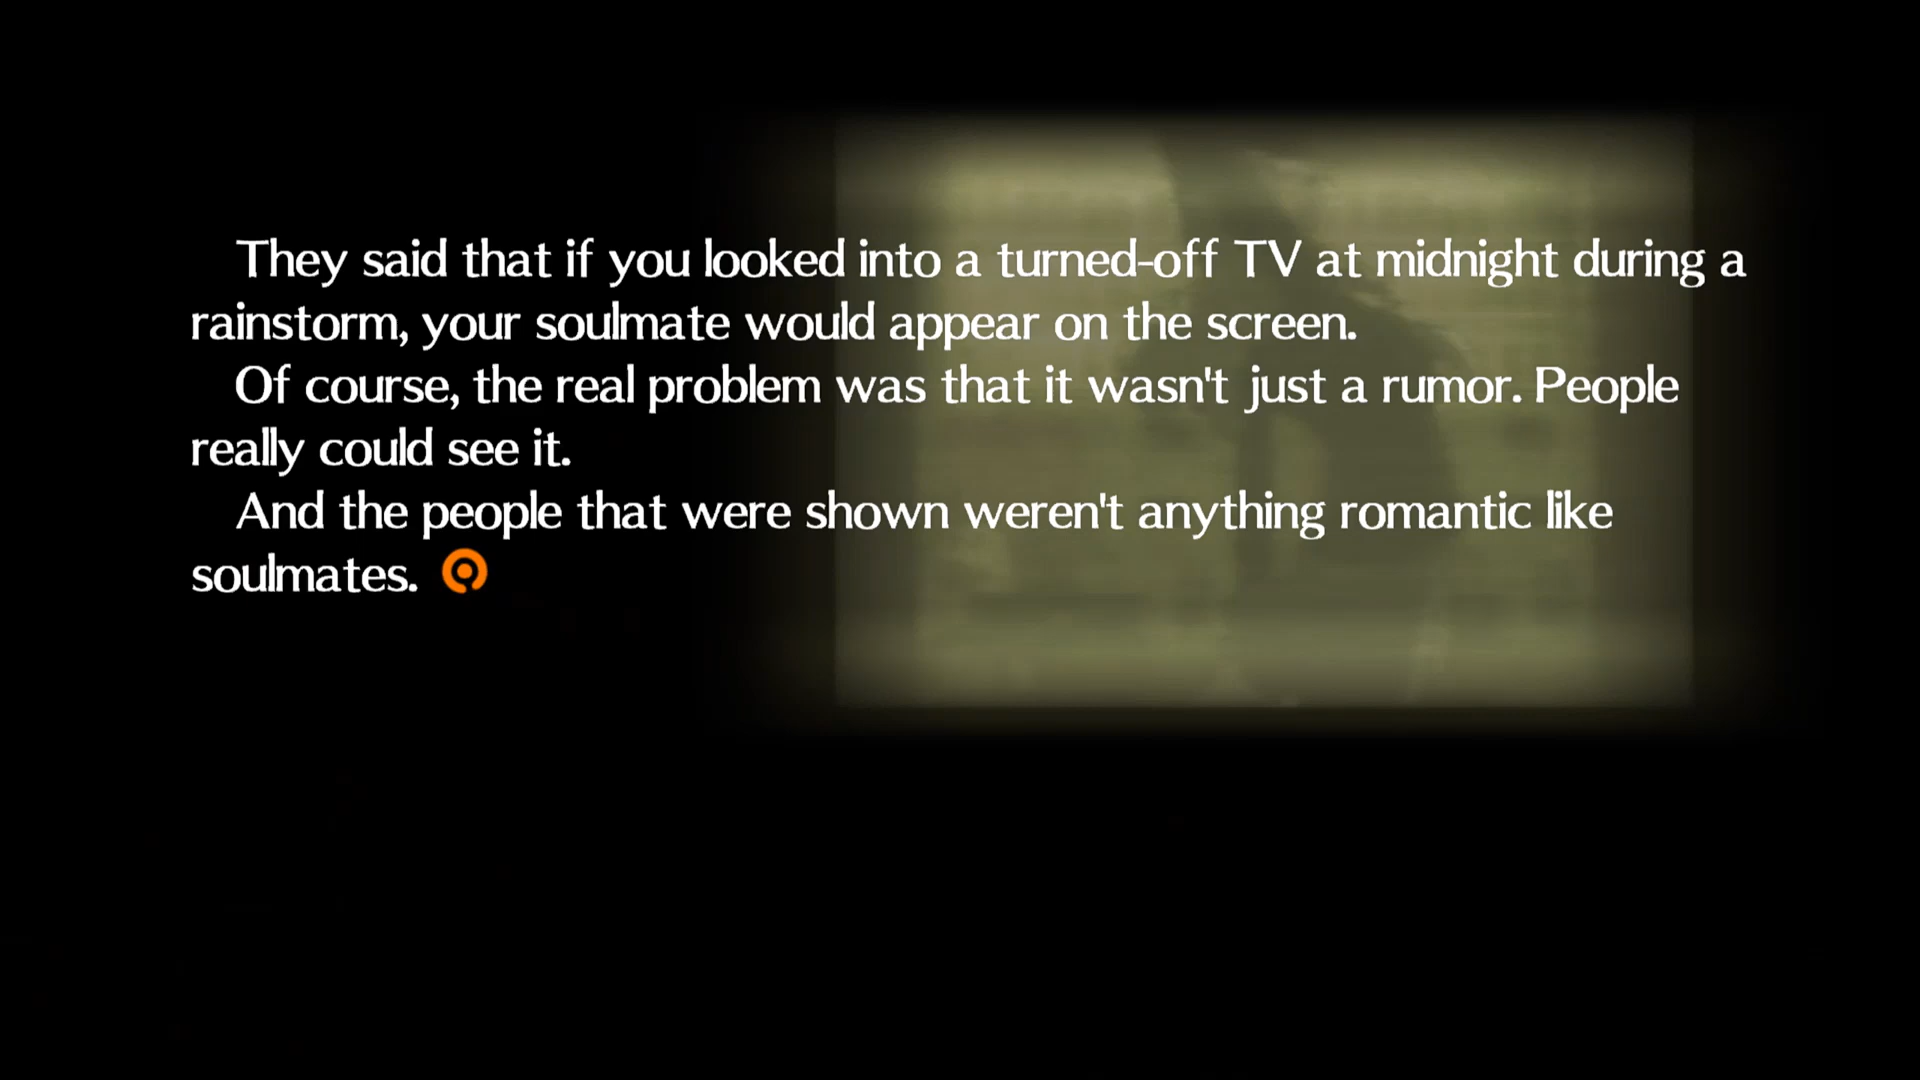 They said that if you looked into a turned-off TV at midnight during a
rainstorm, your soulmate would appear on the screen.
Of course, the real problem was that it wasn't just a rumor. People
really could see it.
And the people that were shown weren't anything romantic like
soulmates.